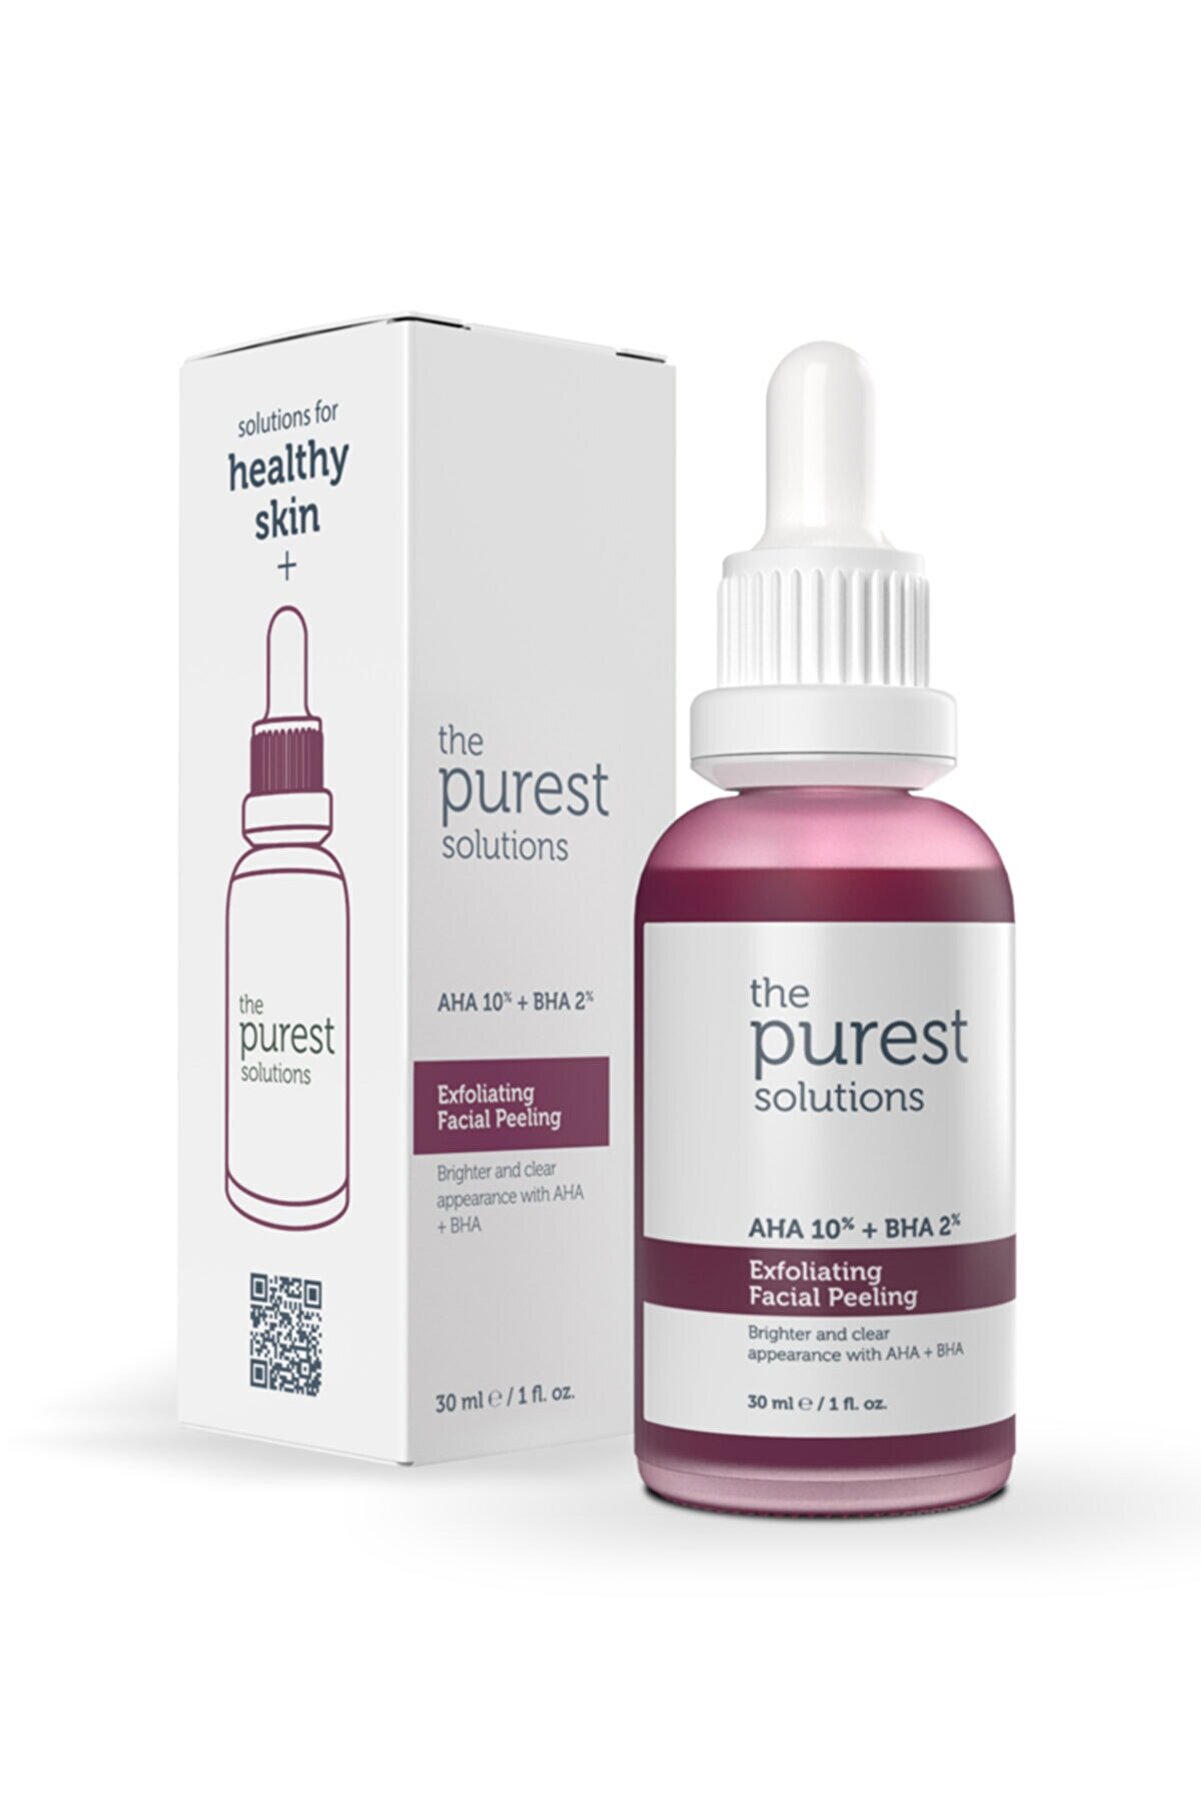 solutions for
healthy
skin
+
the
purest
solutions
the
purest
solutions
AHA 10% + BHA 2%
Exfoliating
Facial Peeling
Brighter and clear
appearance with AHA
+ BHA
30 ml ℮ / 1 fl. oz.
the
purest
solutions
AHA 10% + BHA 2%
Exfoliating
Facial Peeling
Brighter and clear
appearance with AHA + BHA
30 ml ℮ / 1 fl. oz.